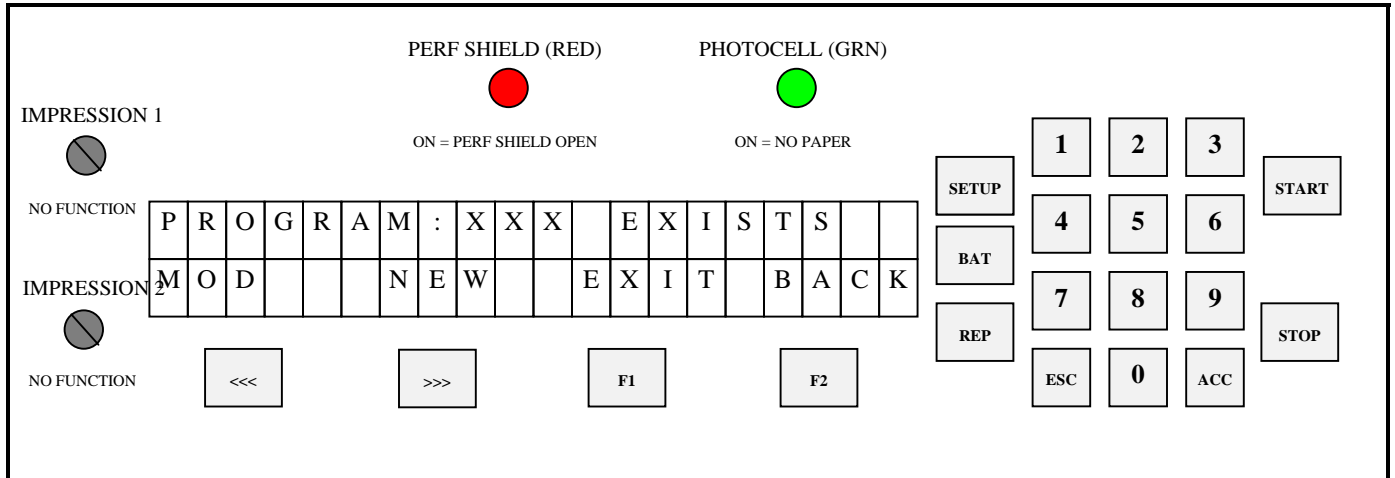 PERF SHIELD (RED)
PHOTOCELL (GRN)
ON = PERF SHIELD OPEN
ON = NO PAPER
IMPRESSION 1
NO FUNCTION
IMPRESSION 2
NO FUNCTION
PROGRAM:XXX EXISTS
MOD NEW EXIT BACK
<<<
>>>
F1
F2
SETUP
BAT
REP
1 2 3
4 5 6
7 8 9
ESC 0 ACC
START
STOP